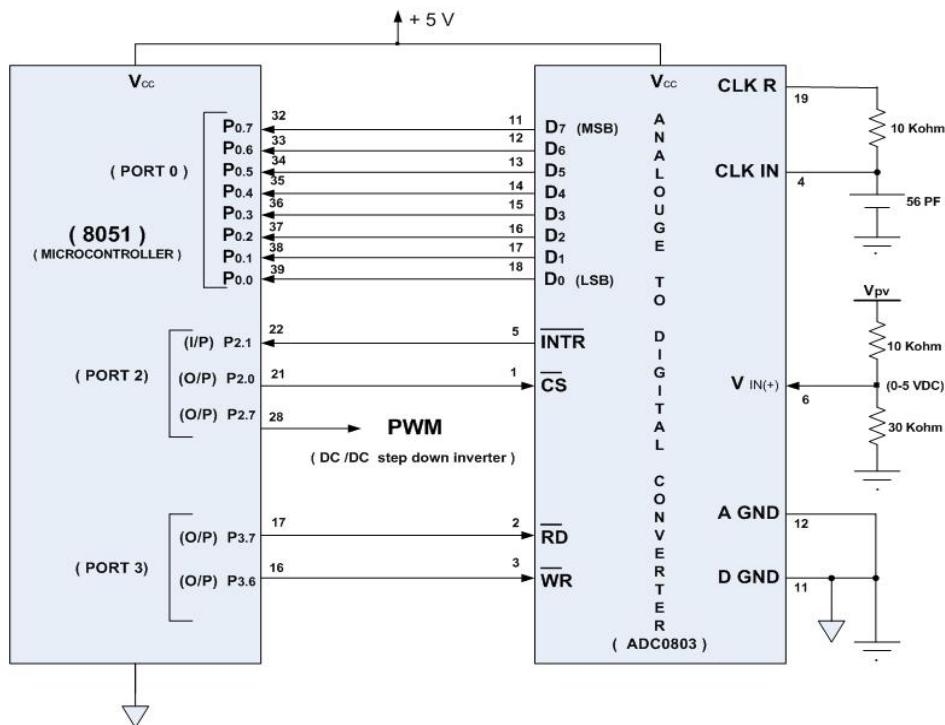 + 5 V
Vcc
( 8051 )
( MICROCONTROLLER )
( PORT 0 )
P0.7 32
P0.6 33
P0.5 34
P0.4 35
P0.3 36
P0.2 37
P0.1 38
P0.0 39
( PORT 2 )
(I/P) P2.1 22
(O/P) P2.0 21
(O/P) P2.7 28
PWM
( DC /DC step down inverter )
( PORT 3)
(O/P) P3.7 17
(O/P) P3.6 16
Vcc
11 D7 (MSB)
12 D6
13 D5
14 D4
15 D3
16 D2
17 D1
18 D0 (LSB)
5 INTR
1 CS
2 RD
3 WR
ANALOUGE TO DIGITAL CONVERTER
( ADC0803 )
CLK R
19
10 Kohm
CLK IN
4
56 PF
Vpv
10 Kohm
V IN(+)
6
(0-5 VDC)
30 Kohm
A GND
12
D GND
11